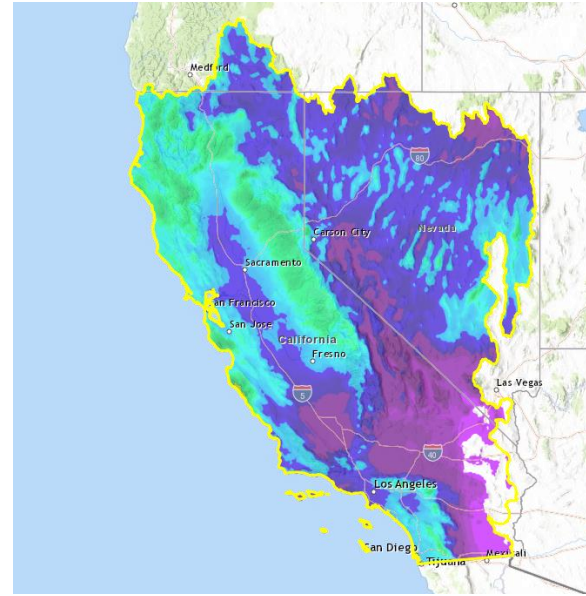 Medford
80
Carson City
Nevada
Sacramento
San Francisco
San Jose
California
Fresno
5
Las Vegas
40
Los Angeles
San Diego
Tijuana
Mexicali